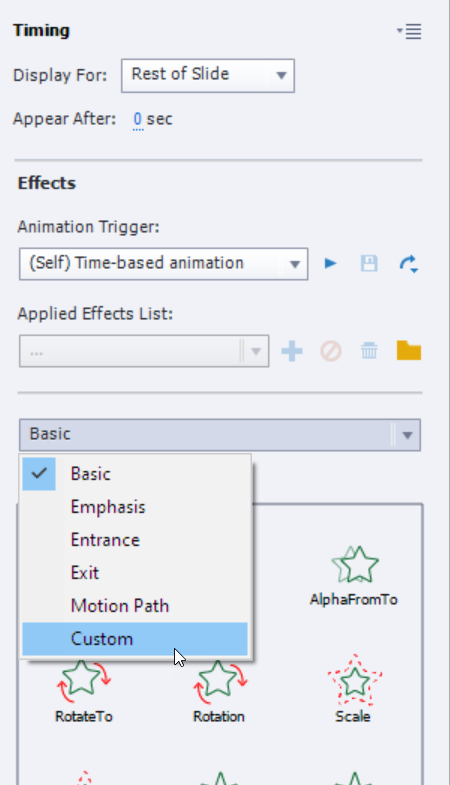 Timing
Display For: Rest of Slide
Appear After: 0 sec
Effects
Animation Trigger:
(Self) Time-based animation
Applied Effects List:
...
Basic
Basic
Emphasis
Entrance
Exit
Motion Path
Custom
AlphaFromTo
RotateTo Rotation Scale